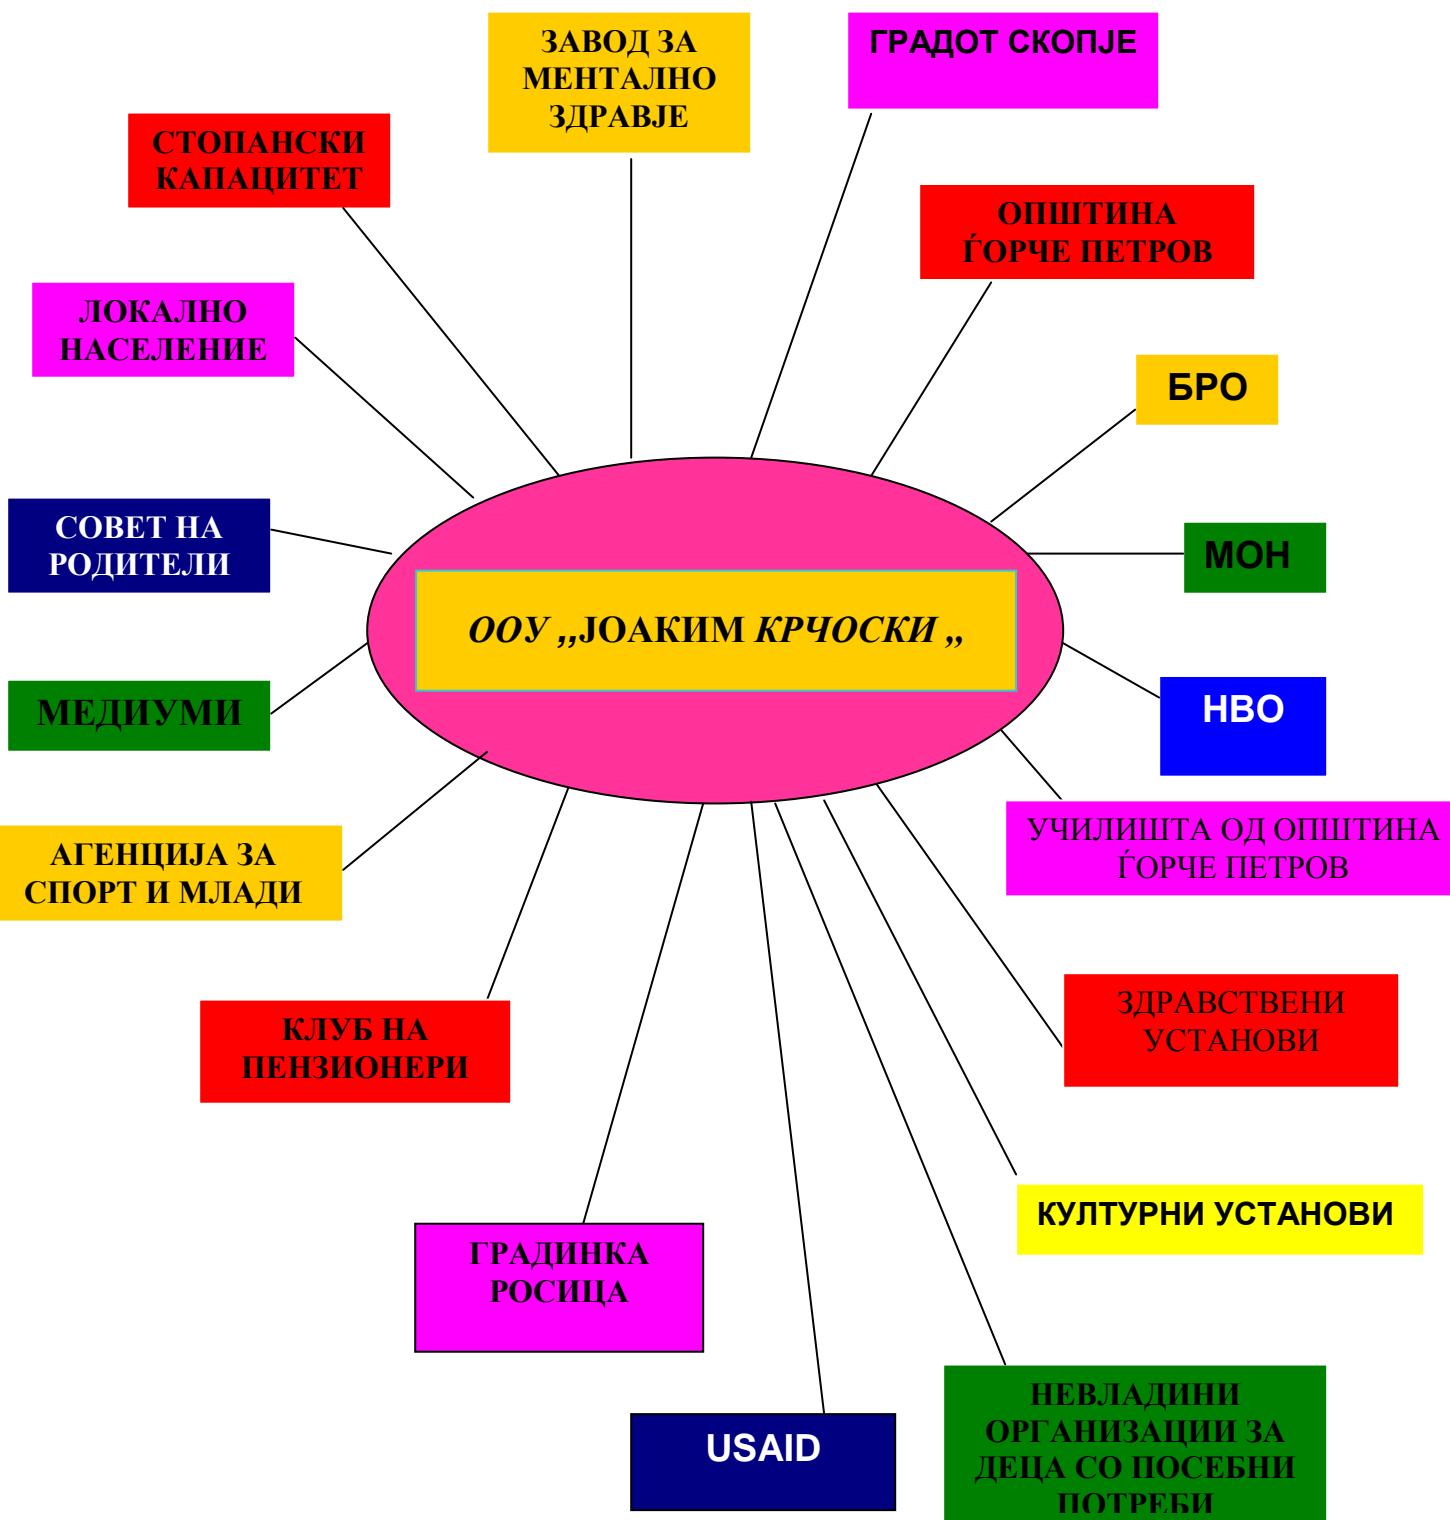 ЗАВОД ЗА
МЕНТАЛНО
ЗДРАВЈЕ
ГРАДОТ СКОПЈЕ
СТОПАНСКИ
КАПАЦИТЕТ
ОПШТИНА
ЃОРЧЕ ПЕТРОВ
ЛОКАЛНО
НАСЕЛЕНИЕ
БРО
СОВЕТ НА
РОДИТЕЛИ
МОН
ООУ ,,ЈОАКИМ КРЧОСКИ ,,
МЕДИУМИ
НВО
УЧИЛИШТА ОД ОПШТИНА
ЃОРЧЕ ПЕТРОВ
АГЕНЦИЈА ЗА
СПОРТ И МЛАДИ
ЗДРАВСТВЕНИ
УСТАНОВИ
КЛУБ НА
ПЕНЗИОНЕРИ
КУЛТУРНИ УСТАНОВИ
ГРАДИНКА
РОСИЦА
USAID
НЕВЛАДИНИ
ОРГАНИЗАЦИИ ЗА
ДЕЦА СО ПОСЕБНИ
ПОТРЕБИ